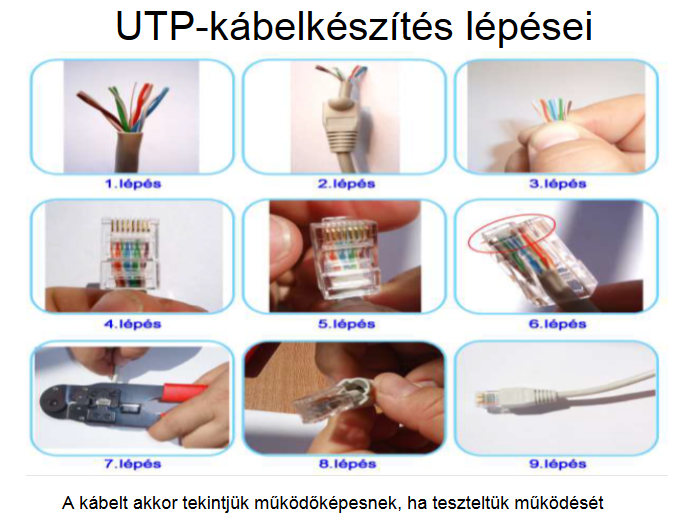 UTP-kábelkészítés lépései
1.lépés
2.lépés
3.lépés
4.lépés
5.lépés
6.lépés
7.lépés
8.lépés
9.lépés
A kábelt akkor tekintjük működőképesnek, ha teszteltük működését